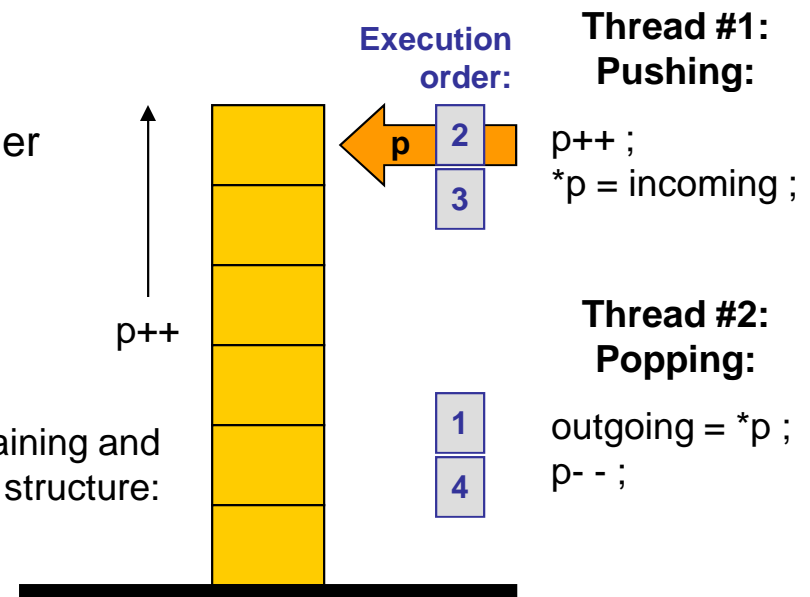 Execution
order:
Thread #1:
Pushing:
er
p
2
p++ ;
3
*p = incoming ;
p++
Thread #2:
Popping:
aining and
structure:
1
outgoing = *p ;
4
p- - ;